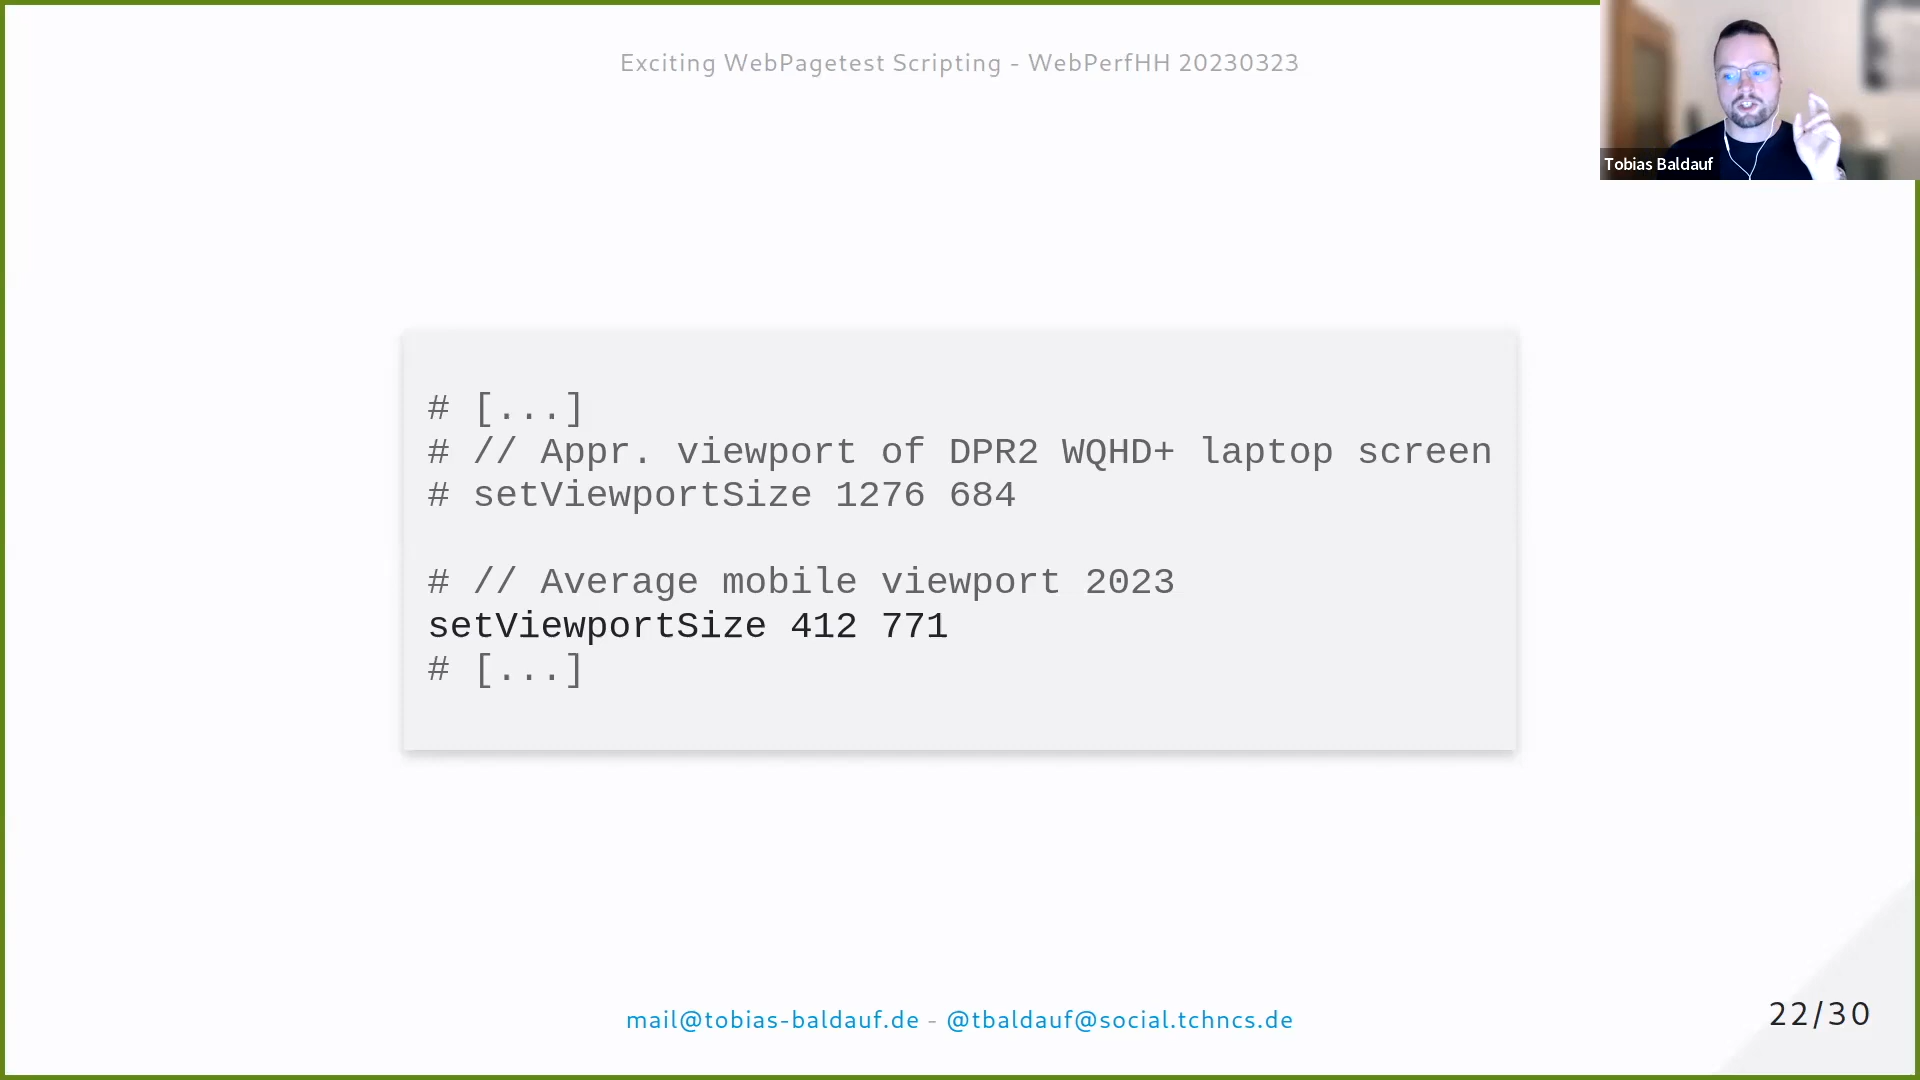 Exciting WebPagetest Scripting - WebPerfHH 20230323
Tobias Baldauf
# [...]
# // Appr. viewport of DPR2 WQHD+ laptop screen
# setViewportSize 1276 684
# // Average mobile viewport 2023
setViewportSize 412 771
# [...]
mail@tobias-baldauf.de - @tbaldauf@social.tchncs.de
22/30